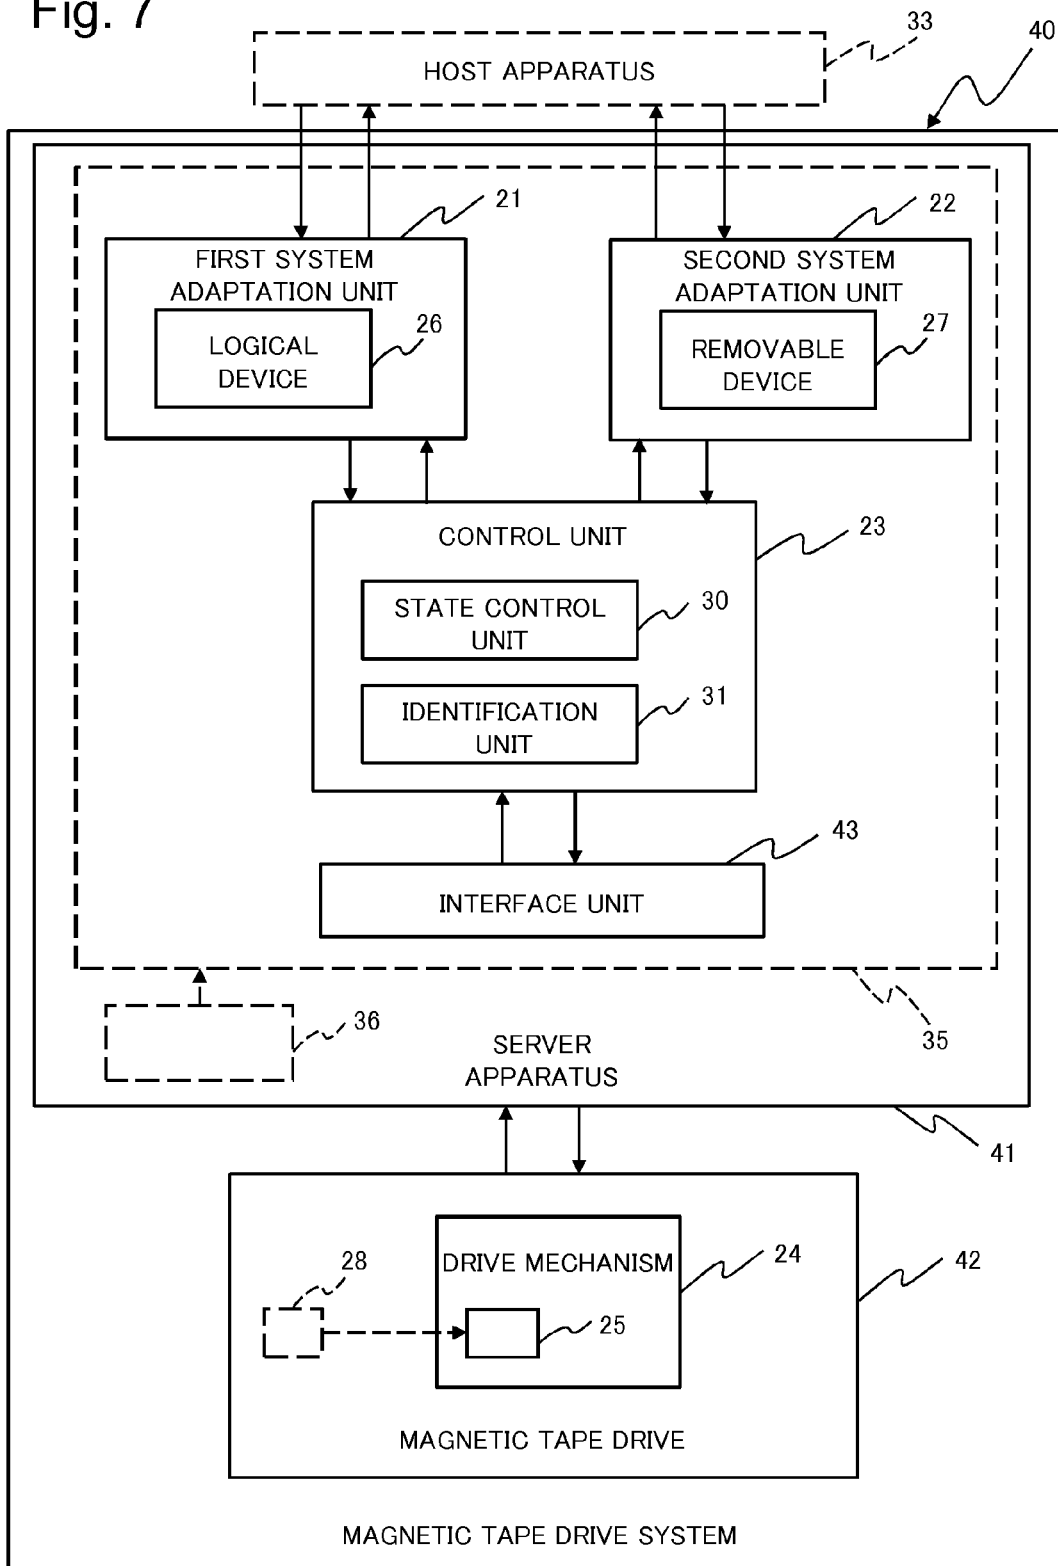 Fig. 7
33
40
HOST APPARATUS
21
22
FIRST SYSTEM
ADAPTATION UNIT
SECOND SYSTEM
ADAPTATION UNIT
26
LOGICAL
DEVICE
27
REMOVABLE
DEVICE
CONTROL UNIT
23
STATE CONTROL
UNIT
30
IDENTIFICATION
UNIT
31
43
INTERFACE UNIT
36
35
SERVER
APPARATUS
41
DRIVE MECHANISM
24
42
28
25
MAGNETIC TAPE DRIVE
MAGNETIC TAPE DRIVE SYSTEM